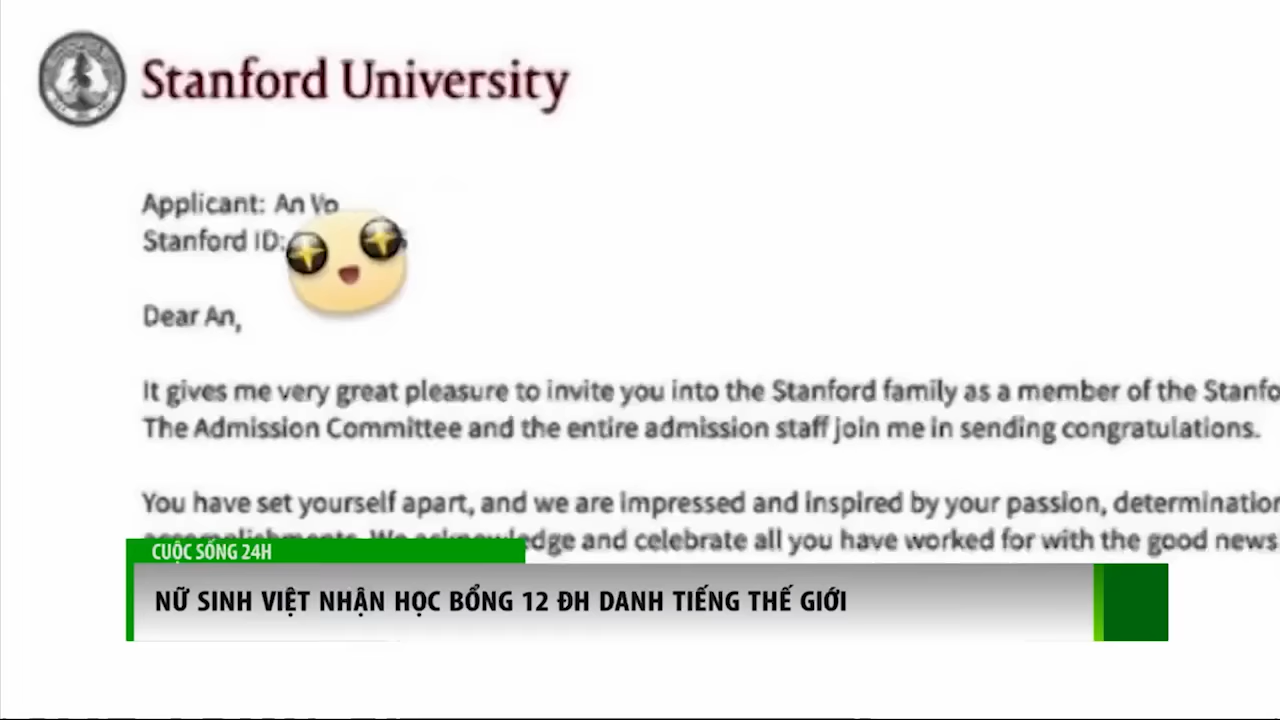 Stanford University
Applicant: An Vo
Stanford ID:
Dear An,
It gives me very great pleasure to invite you into the Stanford family as a member of the
The Admission Committee and the entire admission staff join me in sending congratulations.
You have set yourself apart, and we are impressed and inspired by your passion,
and celebrate all you have worked for with the good news
CUỘC SỐNG 24H
NỮ SINH VIỆT NHẬN HỌC BỔNG 12 ĐH DANH TIẾNG THẾ GIỚI